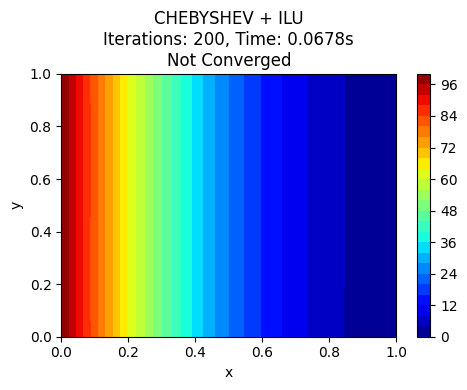 CHEBYSHEV + ILU
Iterations: 200, Time: 0.0678s
Not Converged
1.0
0.8
0.6
0.4
0.2
0.0
y
0.0 0.2 0.4 0.6 0.8 1.0
x
96
84
72
60
48
36
24
12
0